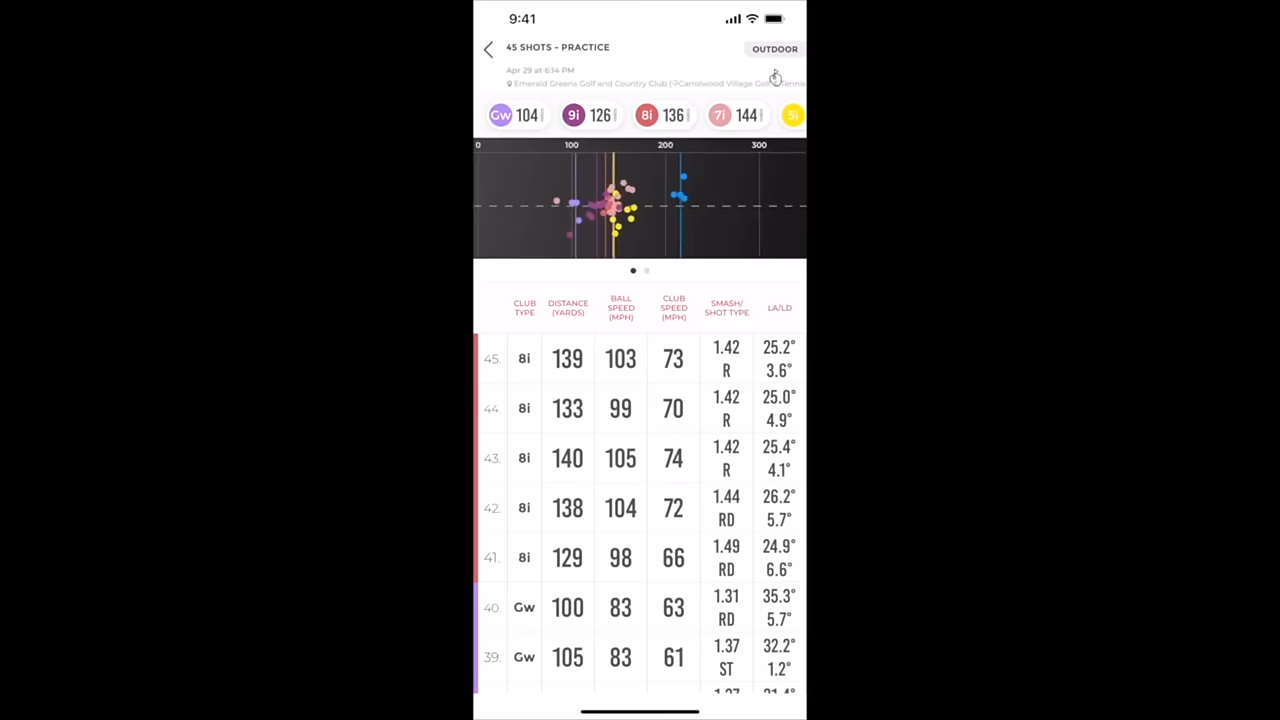 9:41
45 SHOTS - PRACTICE
OUTDOOR
Apr 29 at 6:14 PM
Emerald Greens Golf and Country Club (Carrolwood Village Golf Tennis
Gw 104 9i 126 8i 136 7i 144 5i
0 100 200 300
CLUB TYPE DISTANCE (YARDS) BALL SPEED (MPH) CLUB SPEED (MPH) SMASH/ SHOT TYPE LA/LD
45. 8i 139 103 73 1.42 R 25.2° 3.6°
44. 8i 133 99 70 1.42 R 25.0° 4.9°
43. 8i 140 105 74 1.42 R 25.4° 4.1°
42. 8i 138 104 72 1.44 RD 26.2° 5.7°
41. 8i 129 98 66 1.49 RD 24.9° 6.6°
40. Gw 100 83 63 1.31 RD 35.3° 5.7°
39. Gw 105 83 61 1.37 ST 32.2° 1.2°